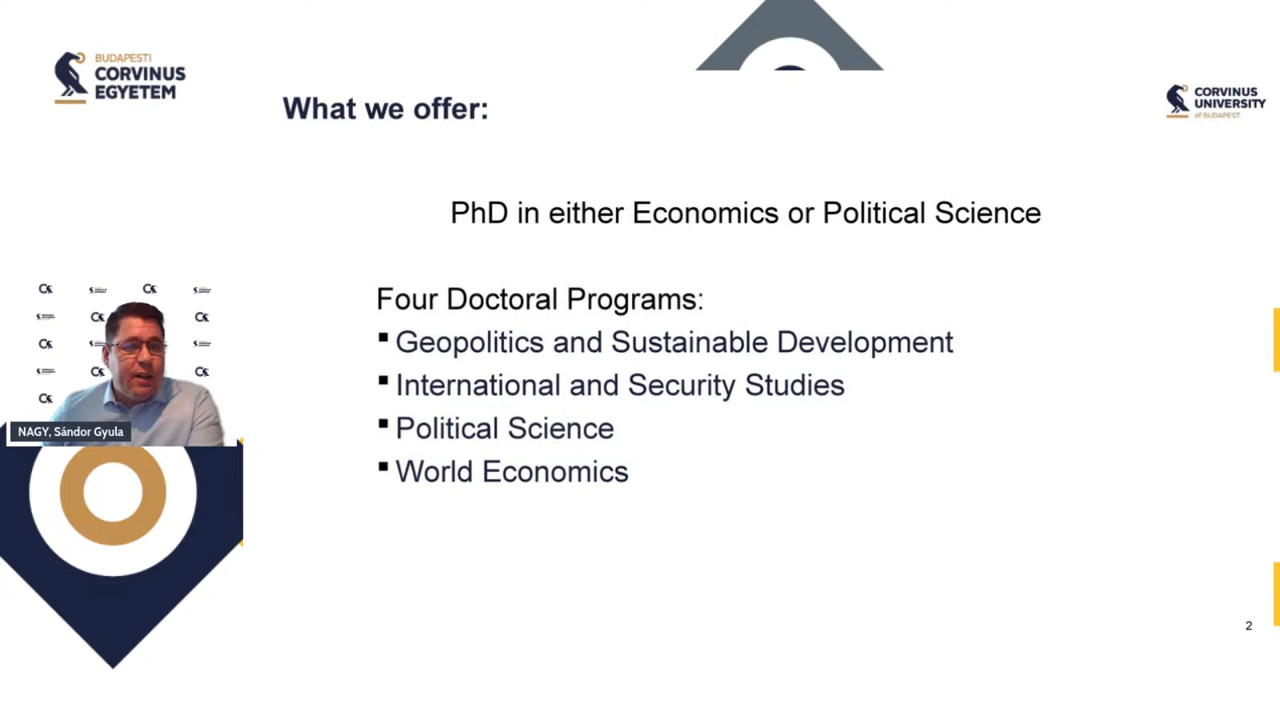 BUDAPESTI
CORVINUS
EGYETEM
What we offer:
CORVINUS
UNIVERSITY
of BUDAPEST
PhD in either Economics or Political Science
Four Doctoral Programs:
▪ Geopolitics and Sustainable Development
▪ International and Security Studies
▪ Political Science
▪ World Economics
NAGY, Sándor Gyula
2